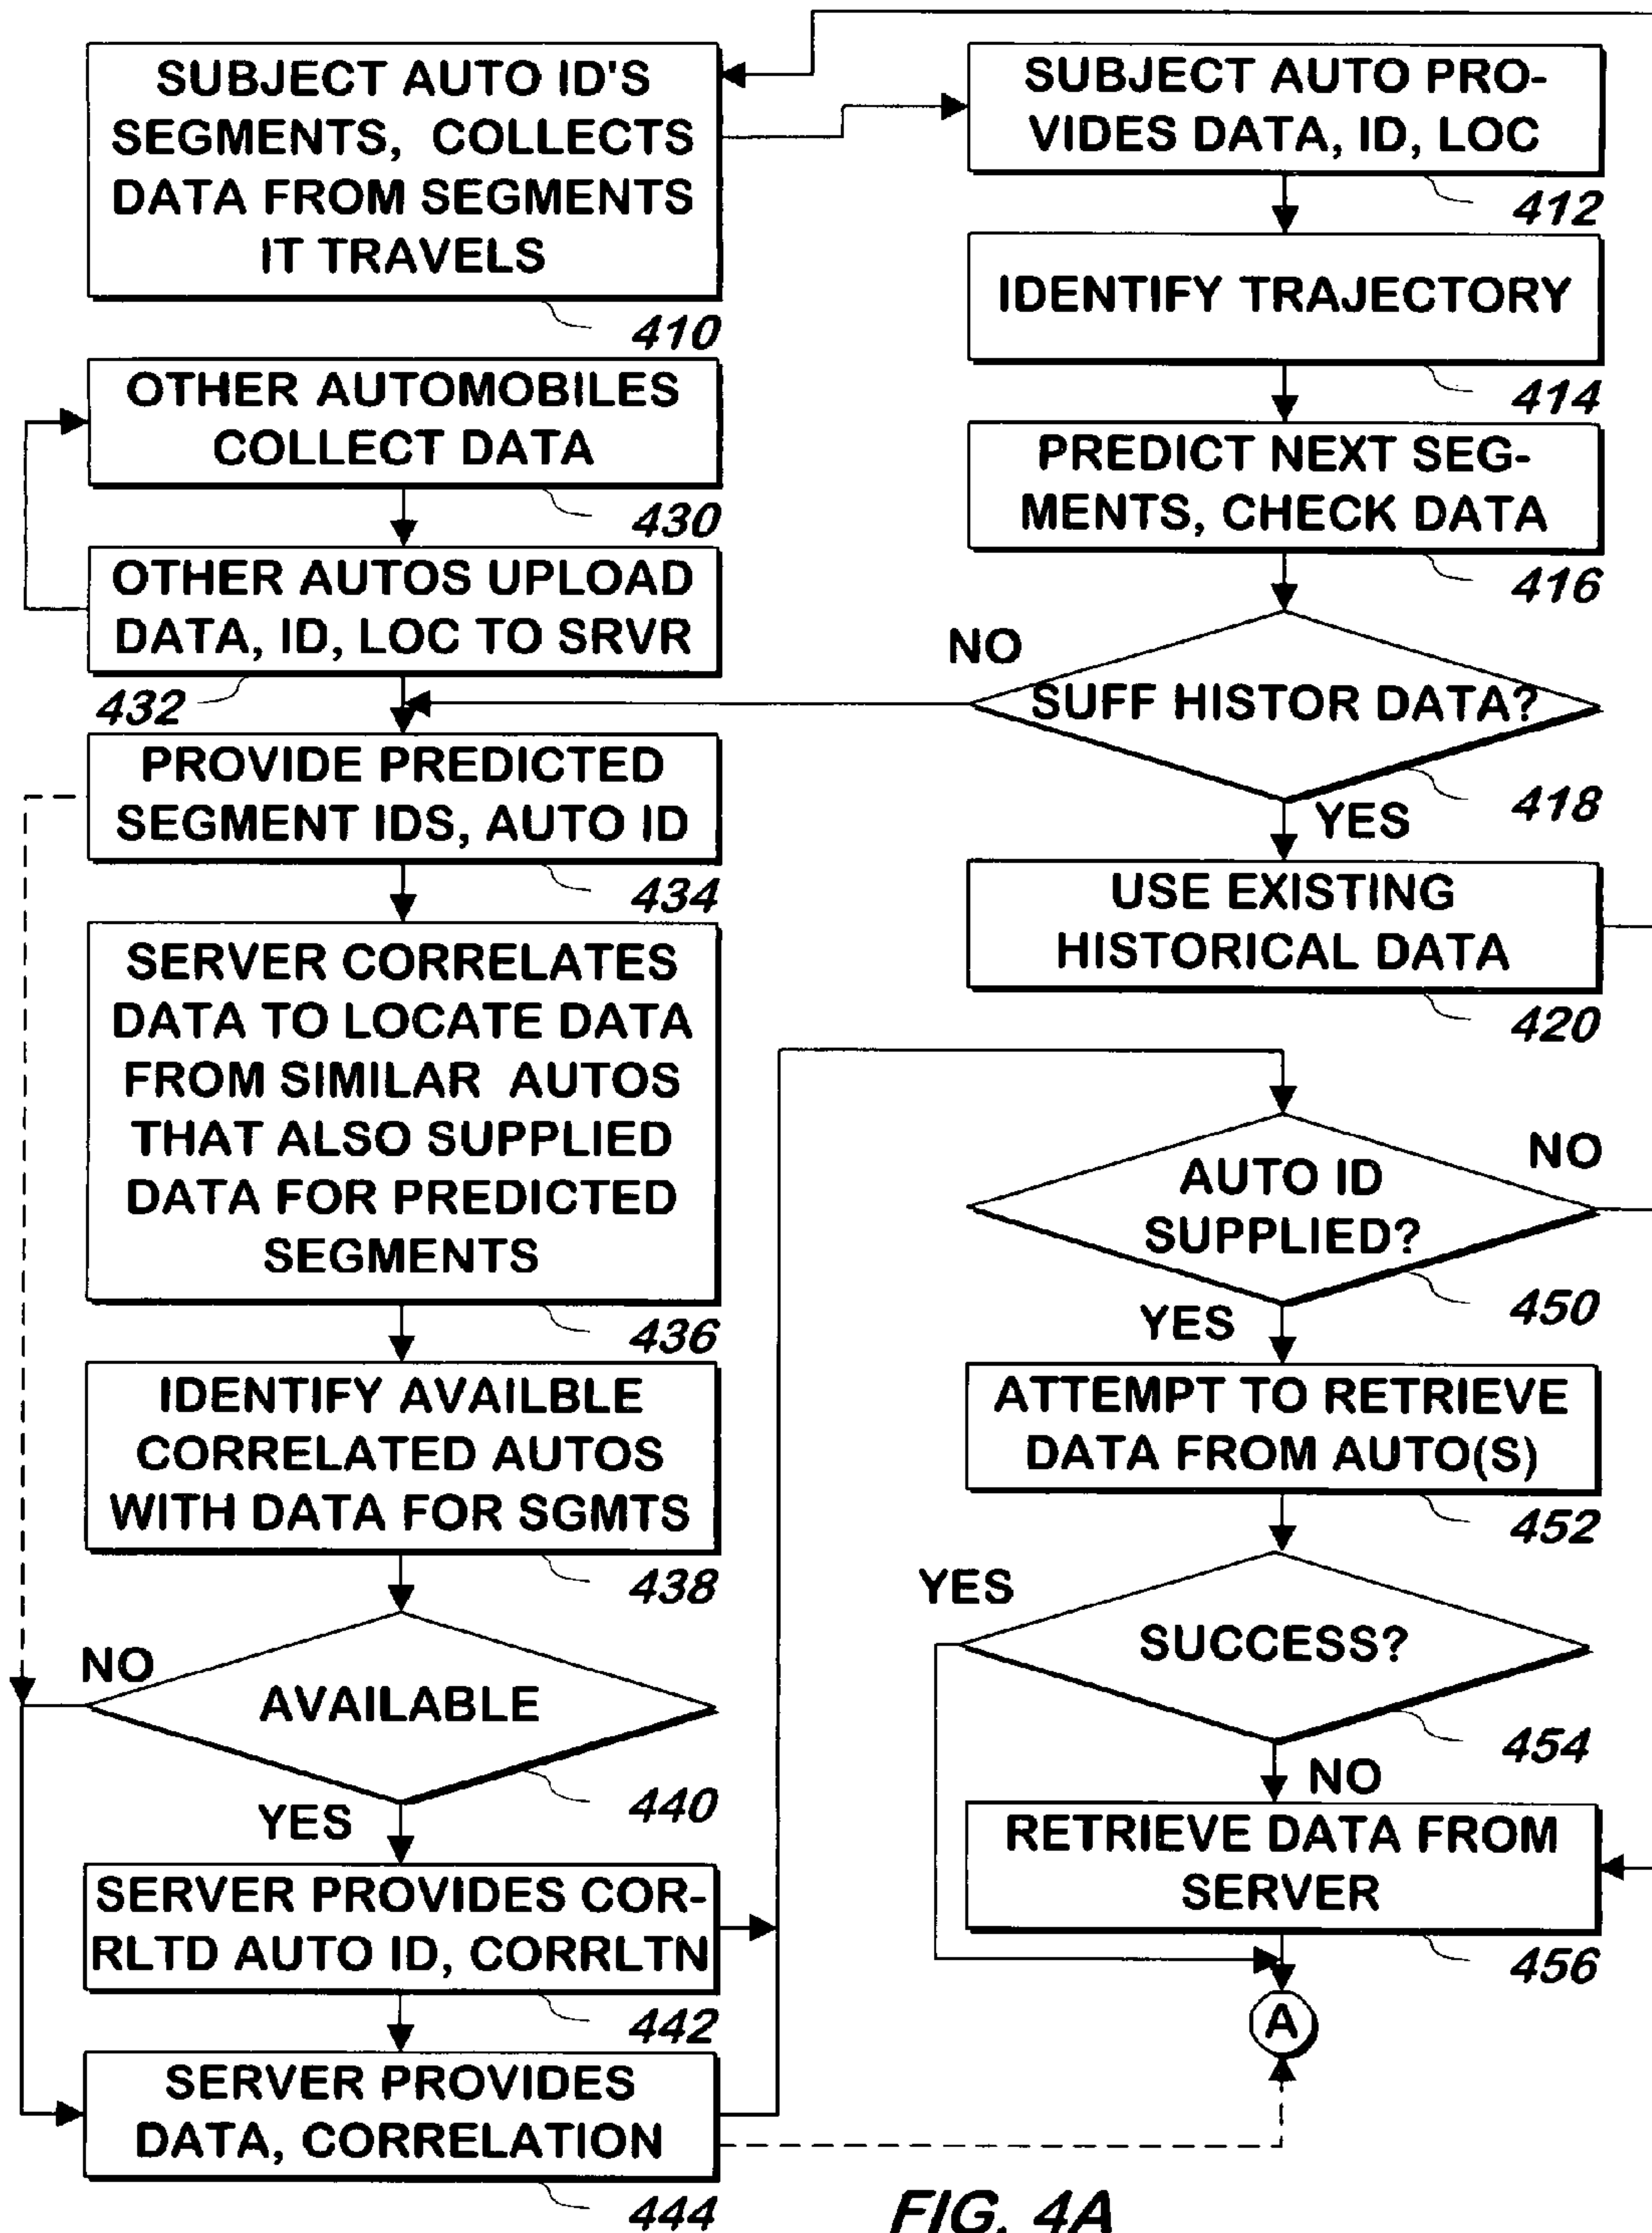 SUBJECT AUTO ID'S
SEGMENTS, COLLECTS
DATA FROM SEGMENTS
IT TRAVELS
410
OTHER AUTOMOBILES
COLLECT DATA
430
OTHER AUTOS UPLOAD
DATA, ID, LOC TO SRVR
432
PROVIDE PREDICTED
SEGMENT IDS, AUTO ID
434
SERVER CORRELATES
DATA TO LOCATE DATA
FROM SIMILAR AUTOS
THAT ALSO SUPPLIED
DATA FOR PREDICTED
SEGMENTS
436
IDENTIFY AVAILBLE
CORRELATED AUTOS
WITH DATA FOR SGMTS
438
NO
AVAILABLE
440
YES
SERVER PROVIDES COR-
RLTD AUTO ID, CORRLTN
442
SERVER PROVIDES
DATA, CORRELATION
444
SUBJECT AUTO PRO-
VIDES DATA, ID, LOC
412
IDENTIFY TRAJECTORY
414
PREDICT NEXT SEG-
MENTS, CHECK DATA
416
NO
SUFF HISTOR DATA?
418
YES
USE EXISTING
HISTORICAL DATA
420
NO
AUTO ID
SUPPLIED?
450
YES
ATTEMPT TO RETRIEVE
DATA FROM AUTO(S)
452
YES
SUCCESS?
454
NO
RETRIEVE DATA FROM
SERVER
456
A
FIG. 4A